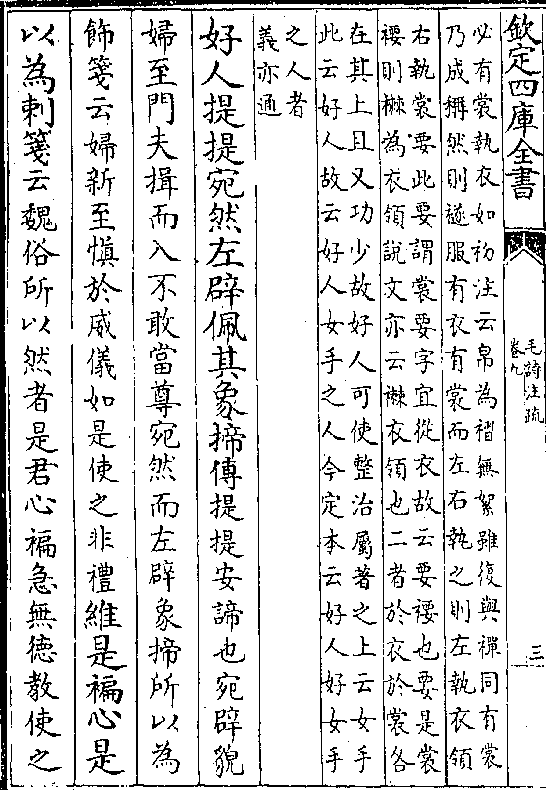 欽定四庫全書
毛詩注疏
卷九
三
必有裳執衣如初注云帛為褶無絮雖復與襌同有裳
乃成稱然則襚服有衣有裳而左右執之則左執衣領
右執裳要此要謂裳要字宜從衣故云要褄也要是裳
褄則襋為衣領說文亦云襋衣領也二者於衣於裳各
在其上且又功少故好人可使整治屬著之上云女手
此云好人故云好人女手之人今定本云好人好女手
之人者
義亦通
好人提提宛然左辟佩其象揥傳提提安諦也宛辟貌
婦至門夫揖而入不敢當尊宛然而左辟象揥所以為
飾箋云婦新至慎於威儀如是使之非禮維是褊心是
以為刺箋云魏俗所以然者是君心褊急無德教使之